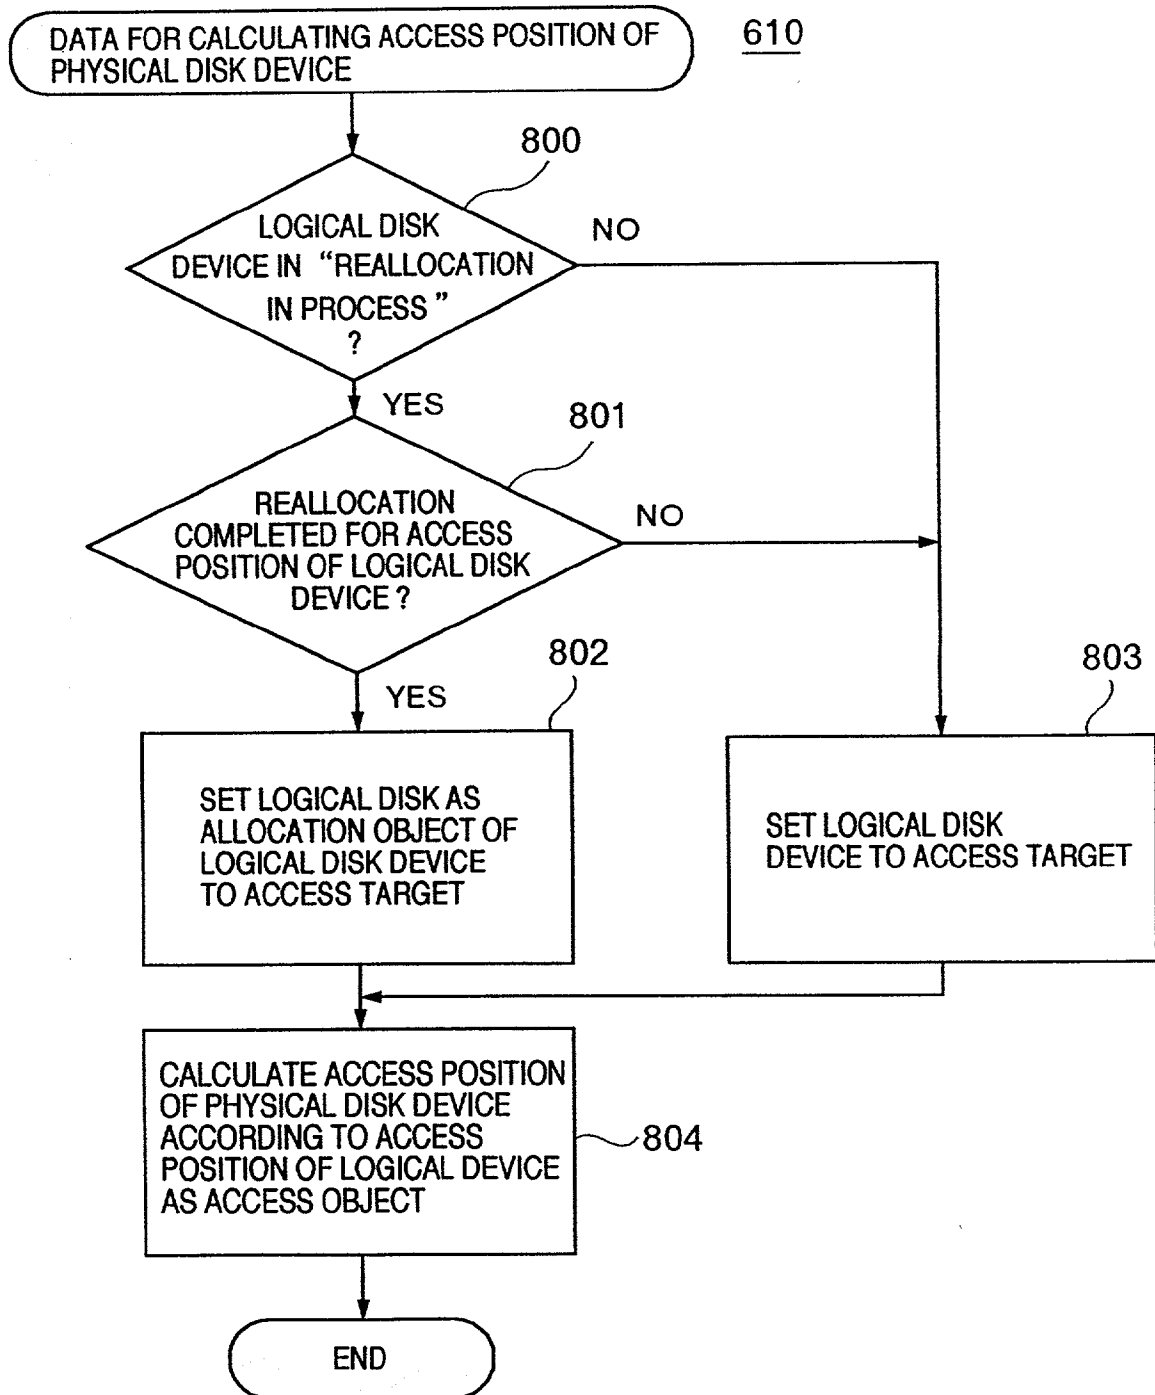 DATA FOR CALCULATING ACCESS POSITION OF
PHYSICAL DISK DEVICE
610
800
LOGICAL DISK
DEVICE IN “REALLOCATION
IN PROCESS”
?
NO
YES
801
REALLOCATION
COMPLETED FOR ACCESS
POSITION OF LOGICAL DISK
DEVICE ?
NO
YES
802
SET LOGICAL DISK AS
ALLOCATION OBJECT OF
LOGICAL DISK DEVICE
TO ACCESS TARGET
803
SET LOGICAL DISK
DEVICE TO ACCESS TARGET
CALCULATE ACCESS POSITION
OF PHYSICAL DISK DEVICE
ACCORDING TO ACCESS
POSITION OF LOGICAL DEVICE
AS ACCESS OBJECT
804
END